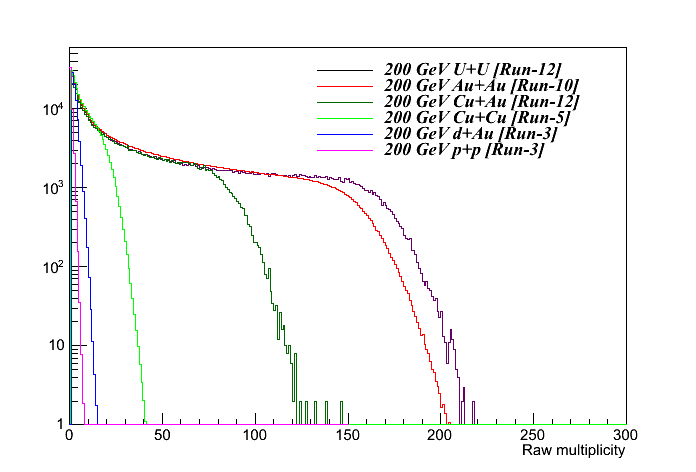 200 GeV U+U [Run-12]
200 GeV Au+Au [Run-10]
200 GeV Cu+Au [Run-12]
200 GeV Cu+Cu [Run-5]
200 GeV d+Au [Run-3]
200 GeV p+p [Run-3]
10⁴
10³
10²
10
1
0 50 100 150 200 250 300
Raw multiplicity